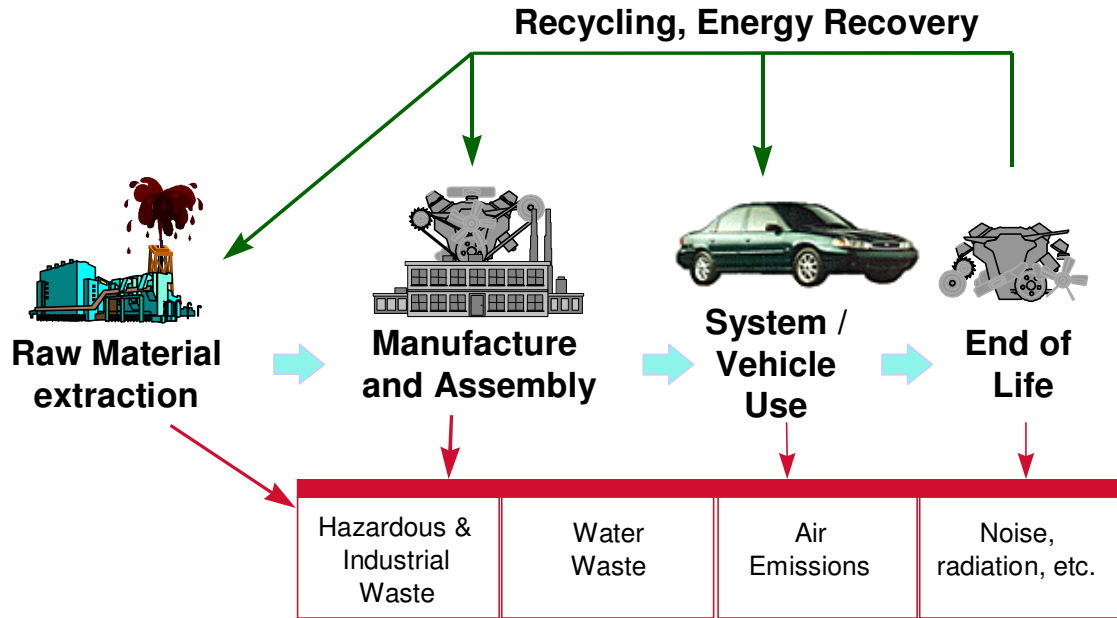 Recycling, Energy Recovery
Raw Material
extraction
Manufacture
and Assembly
System /
Vehicle
Use
End of
Life
Hazardous &
Industrial
Waste
Water
Waste
Air
Emissions
Noise,
radiation, etc.